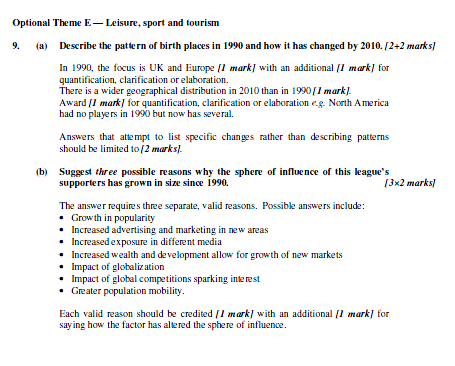 Optional Theme E — Leisure, sport and tourism
9. (a) Describe the pattern of birth places in 1990 and how it has changed by 2010. [2+2 marks]
In 1990, the focus is UK and Europe [1 mark] with an additional [1 mark] for
quantification, clarification or elaboration.
There is a wider geographical distribution in 2010 than in 1990 [1 mark].
Award [1 mark] for quantification, clarification or elaboration e.g. North America
had no players in 1990 but now has several.
Answers that attempt to list specific changes rather than describing patterns
should be limited to [2 marks].
(b) Suggest three possible reasons why the sphere of influence of this league's
supporters has grown in size since 1990. [3×2 marks]
The answer requires three separate, valid reasons. Possible answers include:
• Growth in popularity
• Increased advertising and marketing in new areas
• Increased exposure in different media
• Increased wealth and development allow for growth of new markets
• Impact of globalization
• Impact of global competitions sparking interest
• Greater population mobility.
Each valid reason should be credited [1 mark] with an additional [1 mark] for
saying how the factor has altered the sphere of influence.